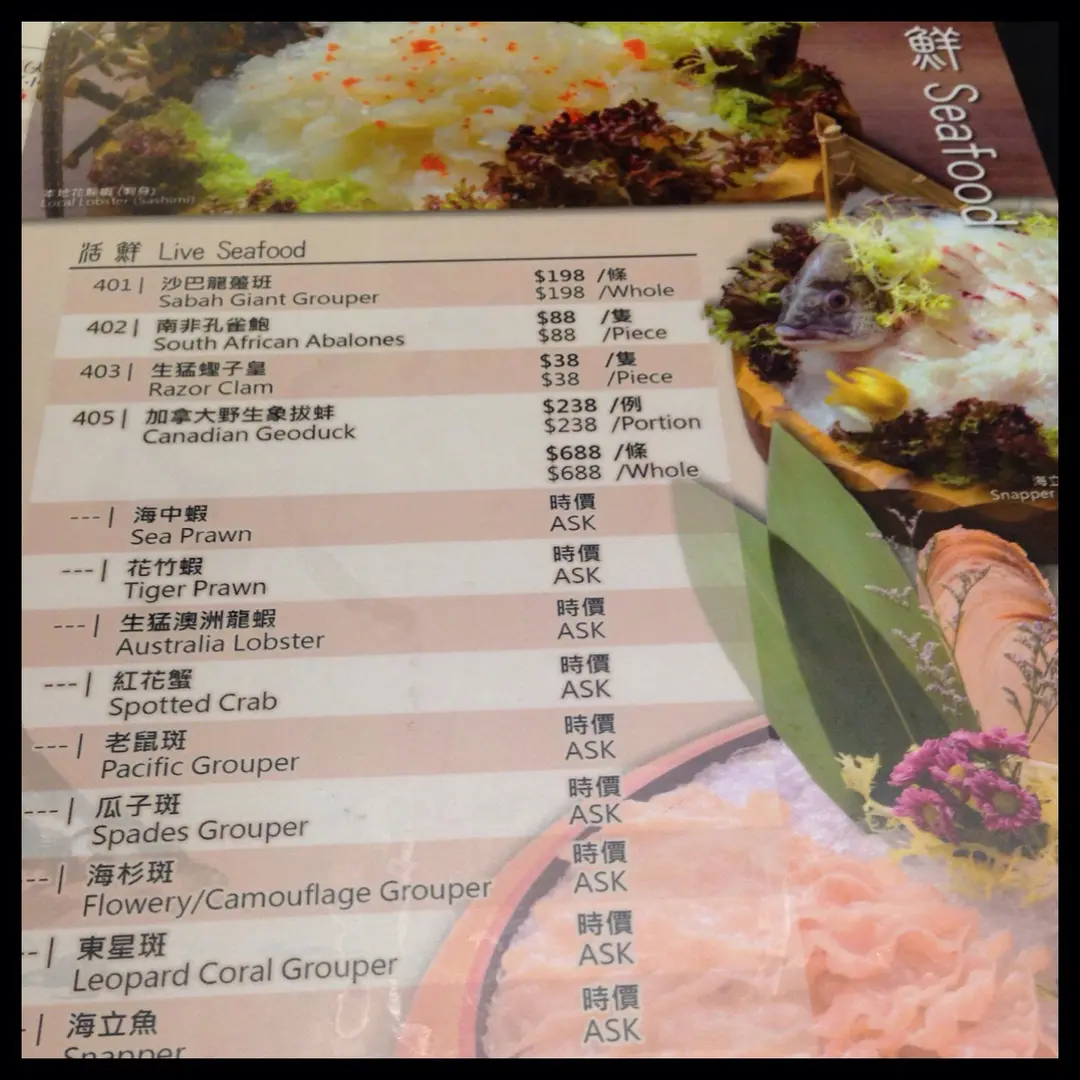 鮮 Seafood
本地花龍蝦(刺身)
Local Lobster (Sashimi)
活鮮 Live Seafood
401 | 沙巴龍躉班 $198 /條
Sabah Giant Grouper $198 /Whole
402 | 南非孔雀鮑 $88 /隻
South African Abalones $88 /Piece
403 | 生猛蟶子皇 $38 /隻
Razor Clam $38 /Piece
405 | 加拿大野生象拔蚌 $238 /例
Canadian Geoduck $238 /Portion
$688 /條
$688 /Whole
--- | 海中蝦 時價
Sea Prawn ASK
--- | 花竹蝦 時價
Tiger Prawn ASK
--- | 生猛澳洲龍蝦 時價
Australia Lobster ASK
--- | 紅花蟹 時價
Spotted Crab ASK
--- | 老鼠斑 時價
Pacific Grouper ASK
--- | 瓜子斑 時價
Spades Grouper ASK
-- | 海杉斑 時價
Flowery/Camouflage Grouper ASK
-- | 東星斑 時價
Leopard Coral Grouper ASK
- | 海立魚 時價
Snapper ASK
海立
Snapper